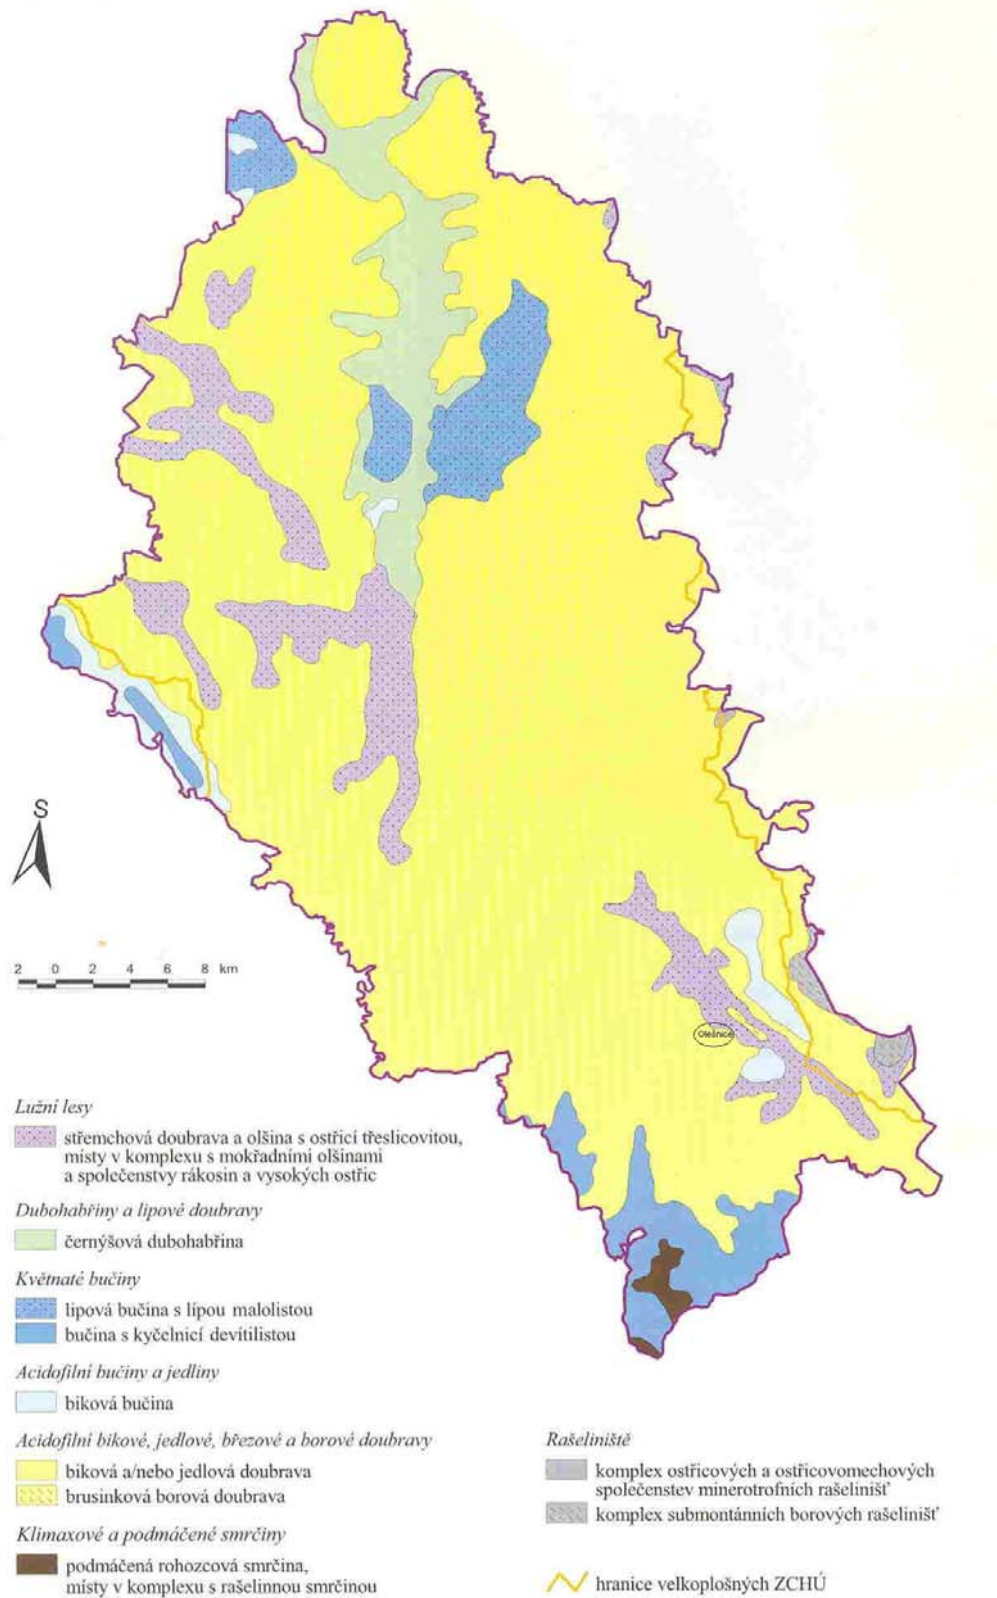 S
2 0 2 4 6 8 km
Olešnice
Lužní lesy
střemchová doubrava a olšina s ostřicí třeslicovitou,
místy v komplexu s mokřadními olšinami
a společenstvy rákosin a vysokých ostřic
Dubohabřiny a lipové doubravy
černýšová dubohabřina
Květnaté bučiny
lipová bučina s lípou malolistou
bučina s kyčelnicí devítilistou
Acidofilní bučiny a jedliny
biková bučina
Acidofilní bikové, jedlové, březové a borové doubravy
biková a/nebo jedlová doubrava
brusinková borová doubrava
Klimaxové a podmáčené smrčiny
podmáčená rohozcová smrčina,
místy v komplexu s rašelinnou smrčinou
Rašeliniště
komplex ostřicových a ostřicovomechových
společenstev minerotrofních rašelinišť
komplex submontánních borových rašelinišť
hranice velkoplošných ZCHÚ